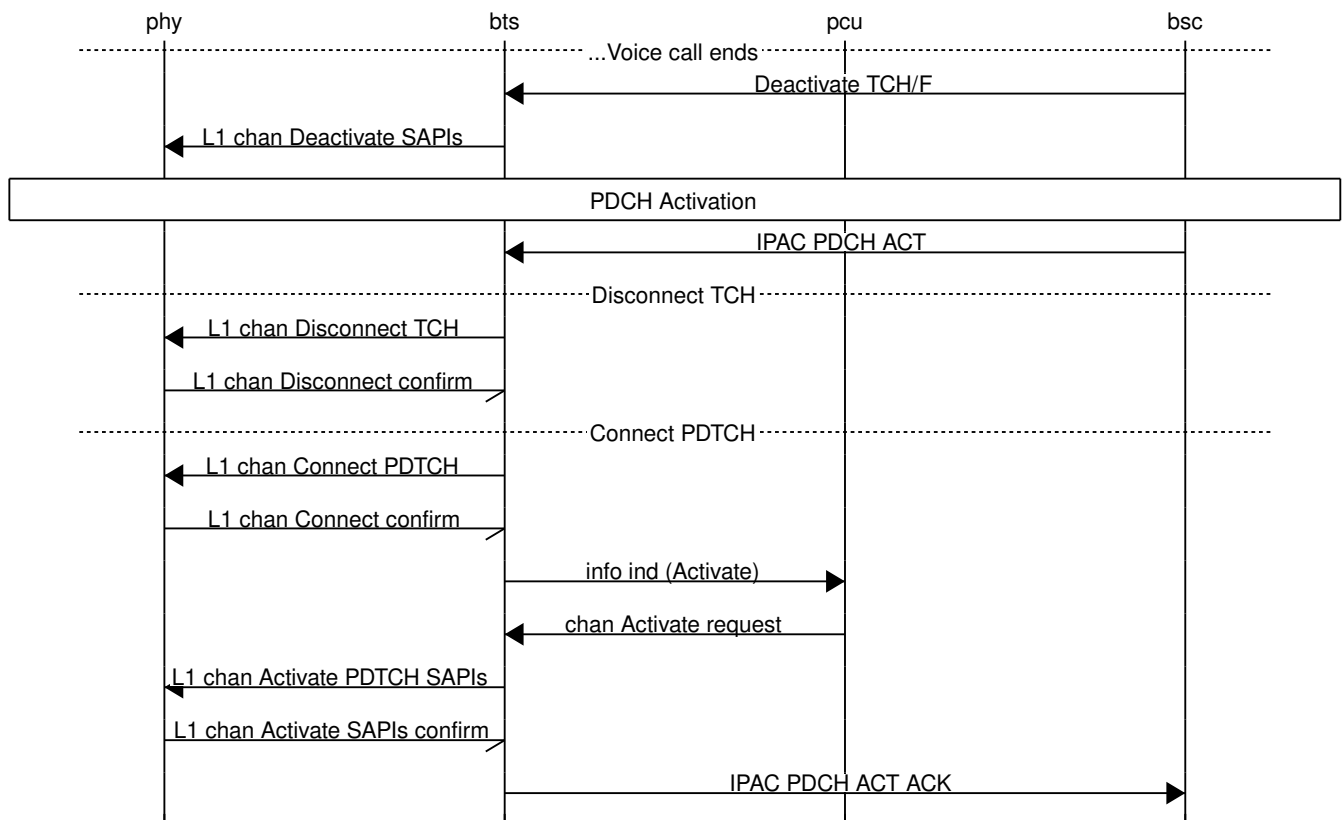 phy bts pcu bsc
...Voice call ends
Deactivate TCH/F
L1 chan Deactivate SAPIs
PDCH Activation
IPAC PDCH ACT
Disconnect TCH
L1 chan Disconnect TCH
L1 chan Disconnect confirm
Connect PDTCH
L1 chan Connect PDTCH
L1 chan Connect confirm
info ind (Activate)
chan Activate request
L1 chan Activate PDTCH SAPIs
L1 chan Activate SAPIs confirm
IPAC PDCH ACT ACK